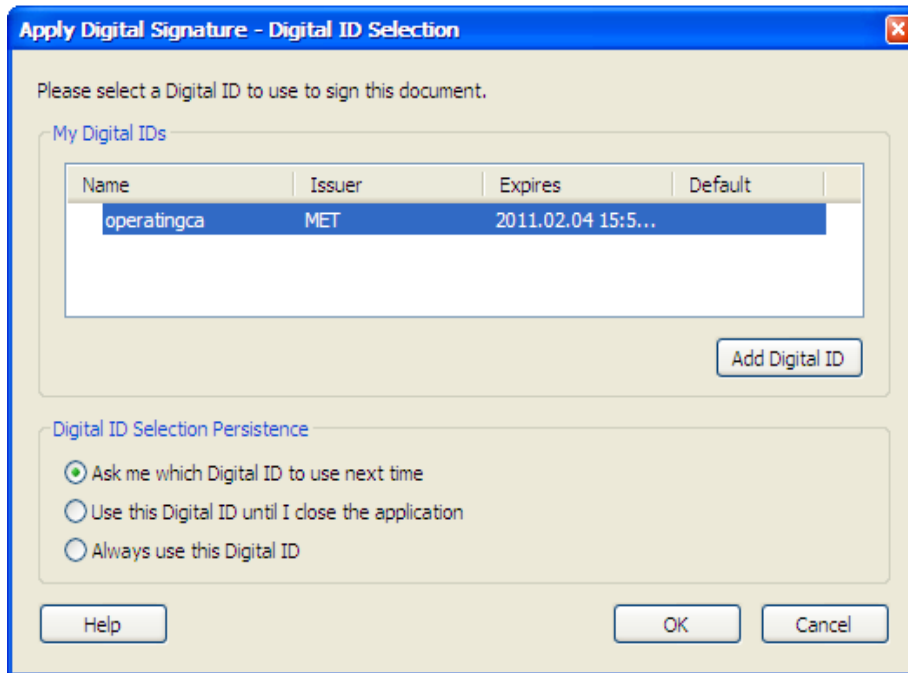 Apply Digital Signature - Digital ID Selection
Please select a Digital ID to use to sign this document.
My Digital IDs
Name Issuer Expires Default
operatingca MET 2011.02.04 15:5...
Add Digital ID
Digital ID Selection Persistence
Ask me which Digital ID to use next time
Use this Digital ID until I close the application
Always use this Digital ID
Help OK Cancel